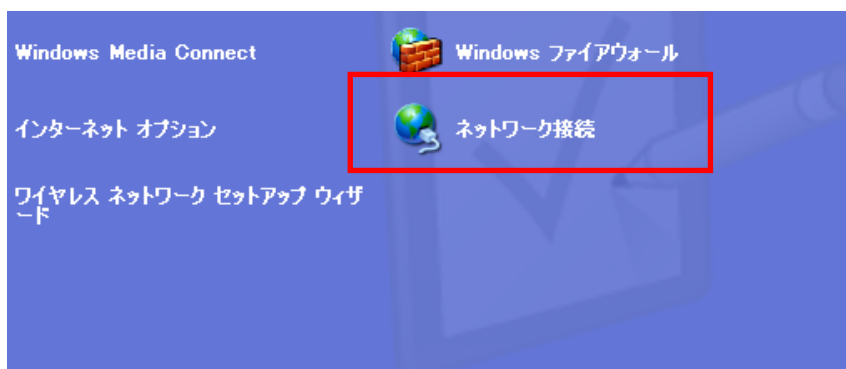 Windows Media Connect
Windows ファイアウォール
インターネット オプション
ネットワーク接続
ワイヤレス ネットワーク セットアップ ウィザ
ード